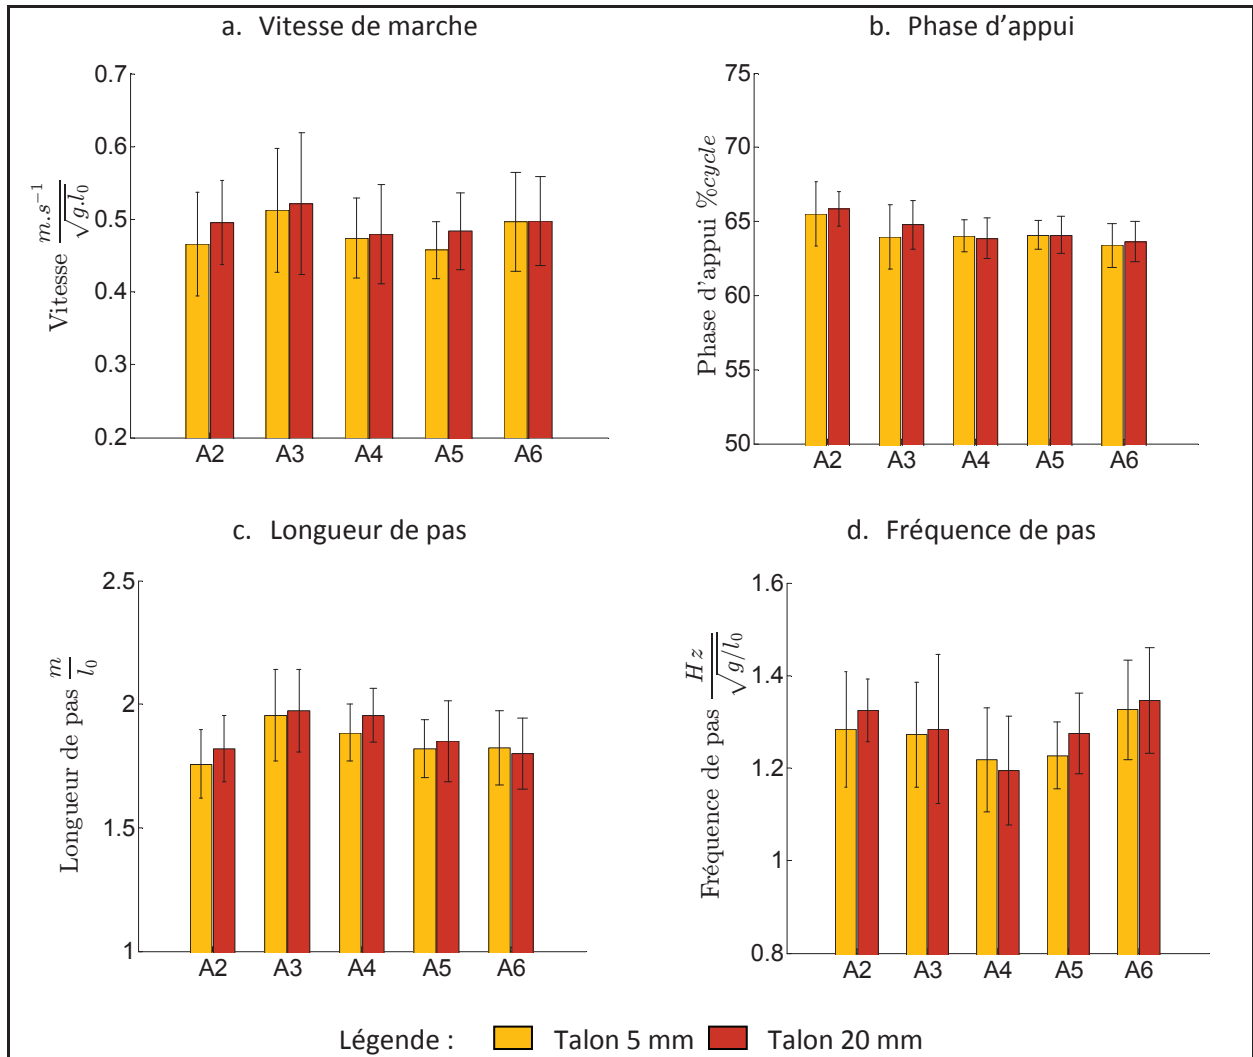 a. Vitesse de marche
0.7
0.6
0.5
0.4
0.3
0.2
Vitesse m.s⁻¹ / √g.l₀
A2 A3 A4 A5 A6
b. Phase d'appui
75
70
65
60
55
50
Phase d'appui %cycle
A2 A3 A4 A5 A6
c. Longueur de pas
2.5
2
1.5
1
Longueur de pas m / l₀
A2 A3 A4 A5 A6
d. Fréquence de pas
1.6
1.4
1.2
1
0.8
Fréquence de pas Hz / √g/l₀
A2 A3 A4 A5 A6
Légende : Talon 5 mm Talon 20 mm